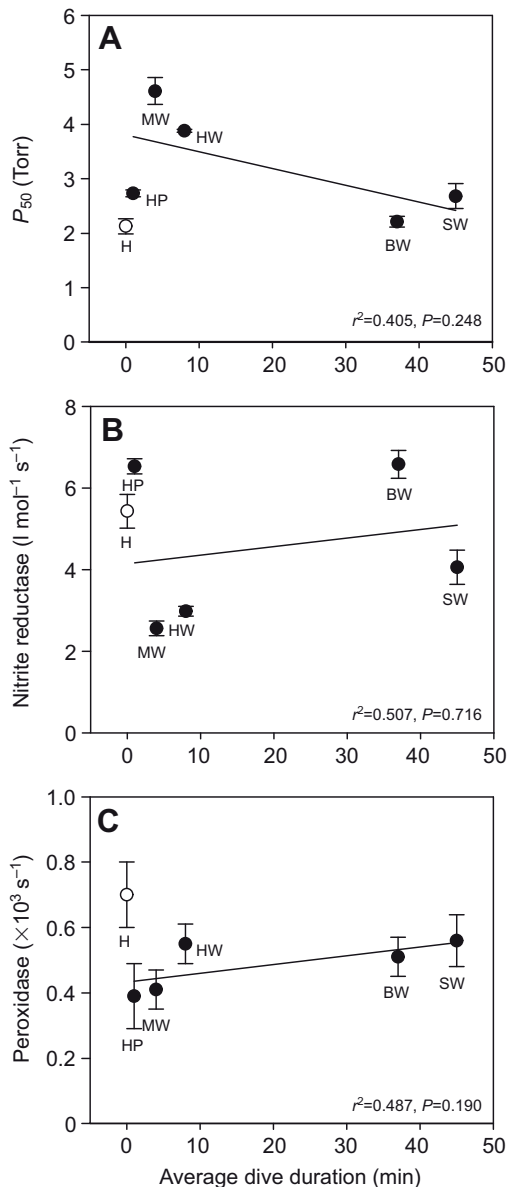 A
P50 (Torr)
6
5
4
3
2
1
0
MW
HW
HP
H
BW
SW
r2=0.405, P=0.248
0 10 20 30 40 50
B
Nitrite reductase (l mol−1 s−1)
8
6
4
2
0
HP
H
BW
SW
MW
HW
r2=0.507, P=0.716
0 10 20 30 40 50
C
Peroxidase (×103 s−1)
1.0
0.8
0.6
0.4
0.2
0
H
HW
HP
MW
BW
SW
r2=0.487, P=0.190
0 10 20 30 40 50
Average dive duration (min)